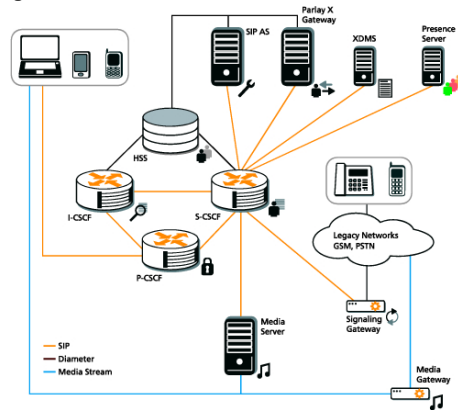 Parlay X
Gateway
SIP AS
XDMS
Presence
Server
HSS
I-CSCF
S-CSCF
P-CSCF
Legacy Networks
GSM, PSTN
Media
Server
Signaling
Gateway
Media
Gateway
SIP
Diameter
Media Stream